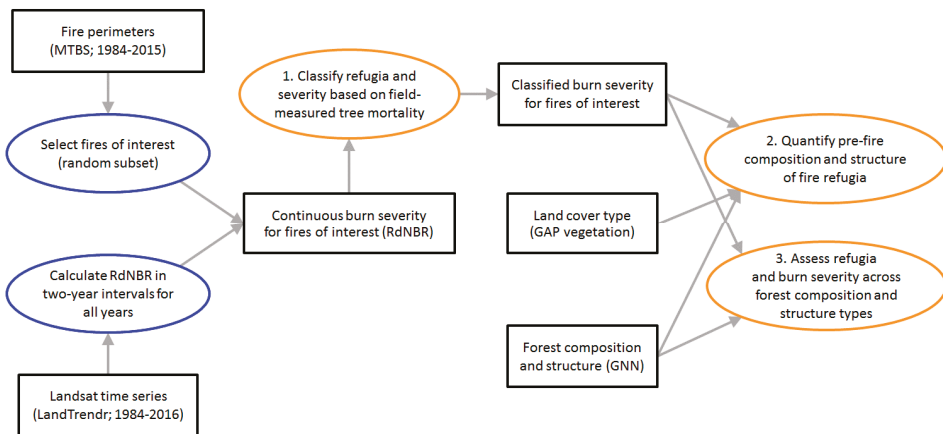 Fire perimeters
(MTBS; 1984-2015)
Select fires of interest
(random subset)
Calculate RdNBR in
two-year intervals for
all years
Landsat time series
(LandTrendr; 1984-2016)
1. Classify refugia and
severity based on field-
measured tree mortality
Continuous burn severity
for fires of interest (RdNBR)
Classified burn severity
for fires of interest
Land cover type
(GAP vegetation)
Forest composition
and structure (GNN)
2. Quantify pre-fire
composition and structure
of fire refugia
3. Assess refugia
and burn severity across
forest composition and
structure types